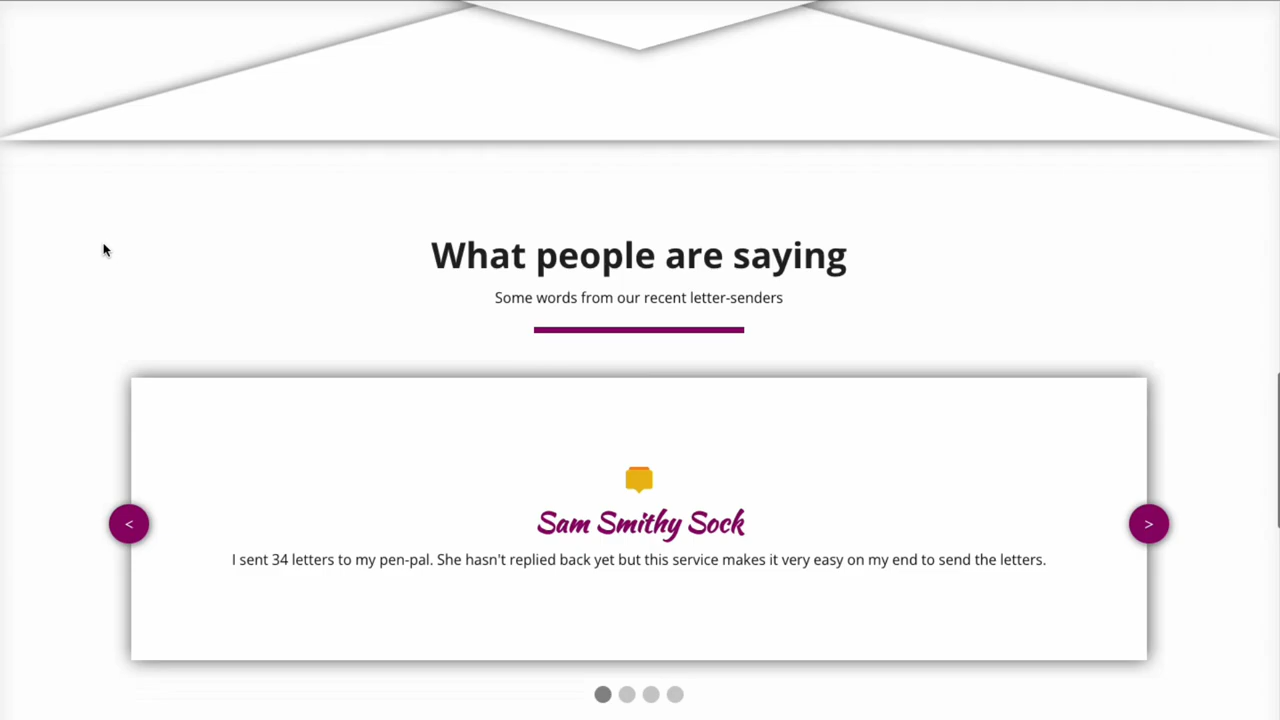 What people are saying
Some words from our recent letter-senders
Sam Smithy Sock
< >
I sent 34 letters to my pen-pal. She hasn't replied back yet but this service makes it very easy on my end to send the letters.